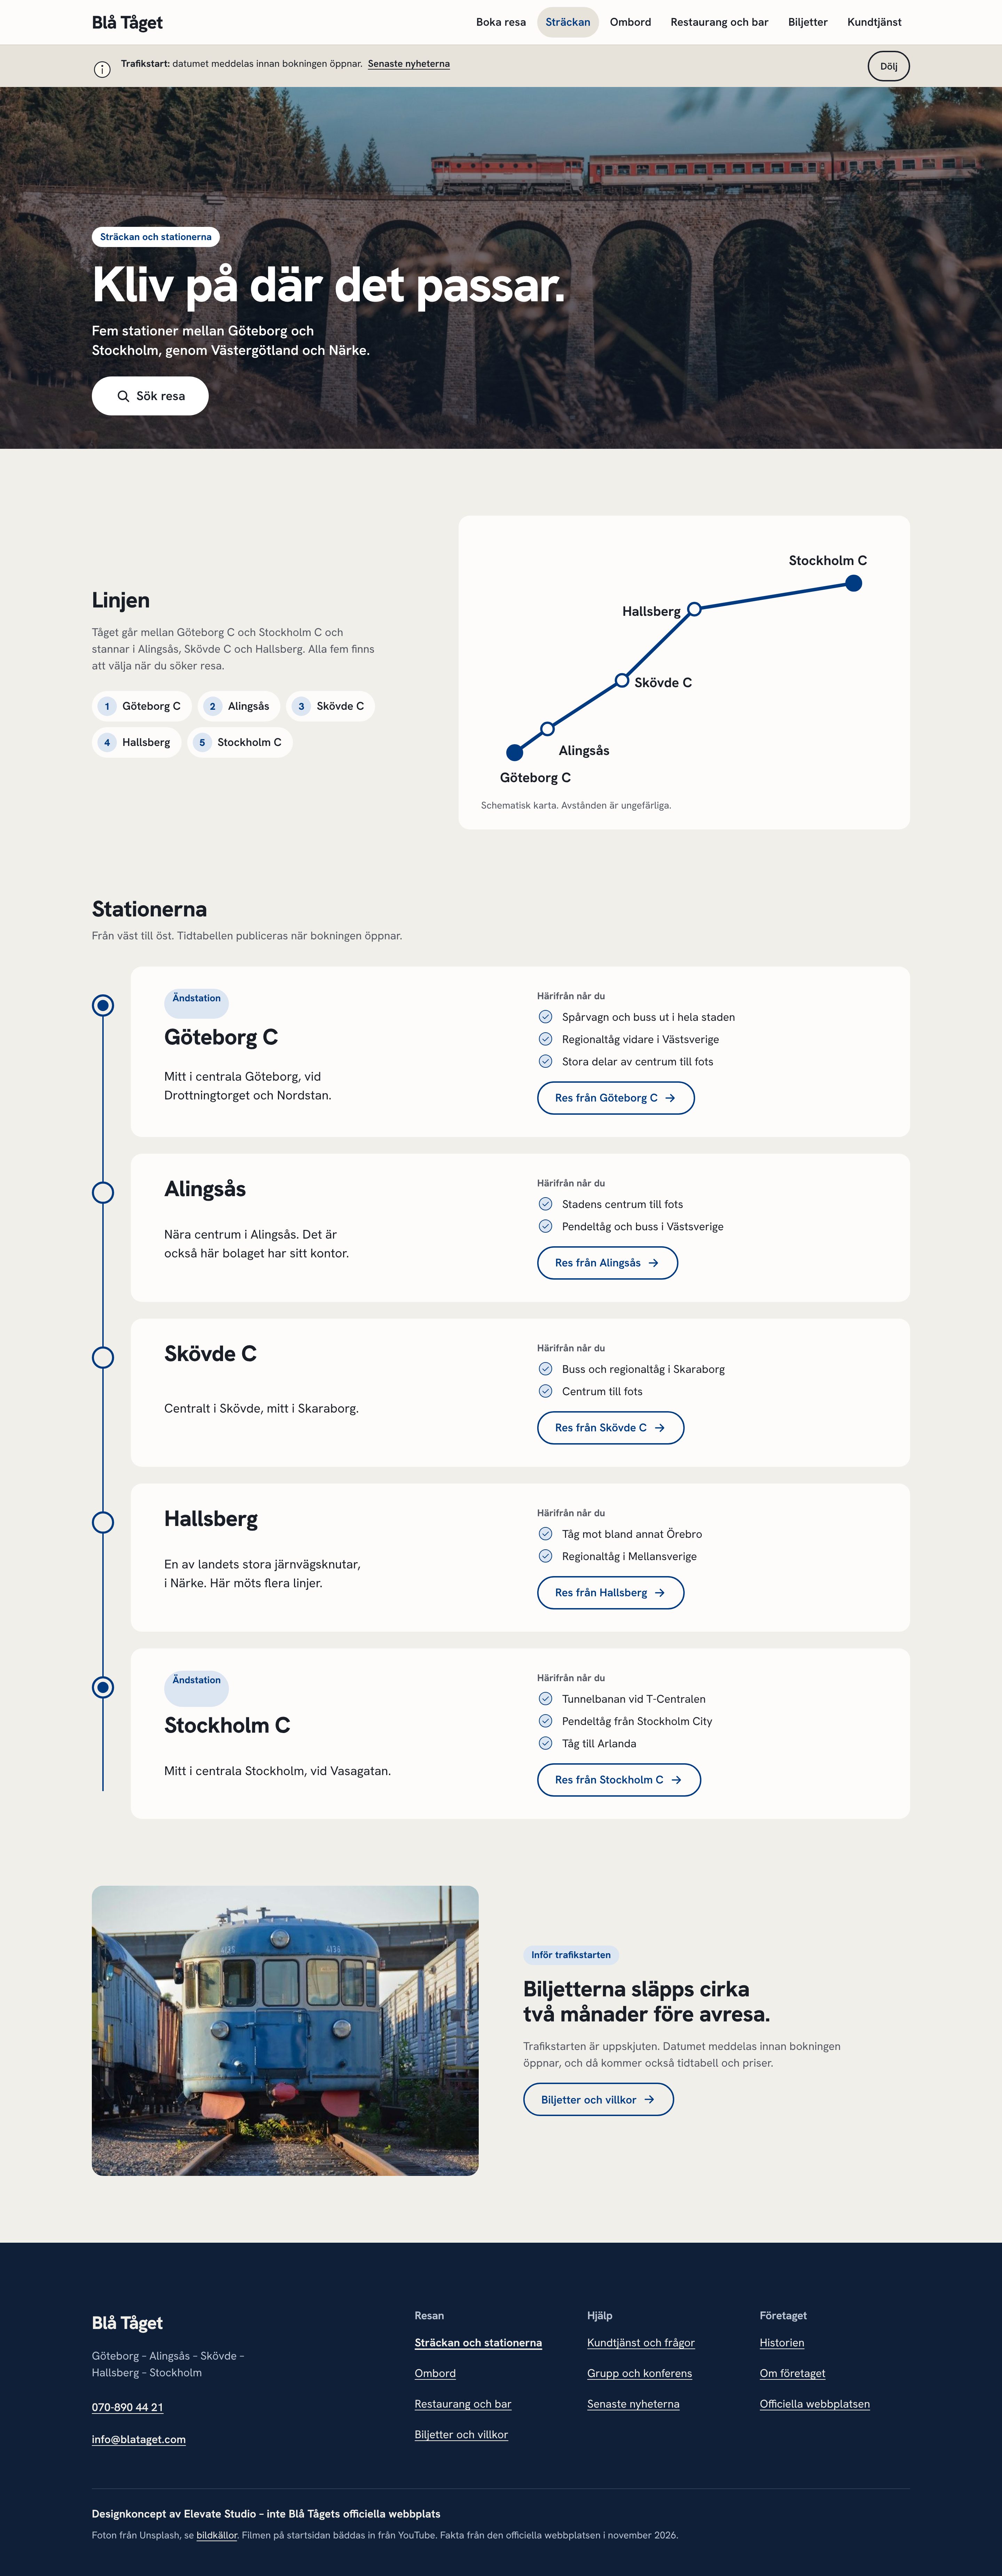 Blå Tåget
Boka resa Sträckan Ombord Restaurang och bar Biljetter Kundtjänst
Trafikstart: datumet meddelas innan bokningen öppnar. Senaste nyheterna
Dölj
Sträckan och stationerna
Kliv på där det passar.
Fem stationer mellan Göteborg och
Stockholm, genom Västergötland och Närke.
Sök resa
Linjen
Tåget går mellan Göteborg C och Stockholm C och
stannar i Alingsås, Skövde C och Hallsberg. Alla fem finns
att välja när du söker resa.
1 Göteborg C 2 Alingsås 3 Skövde C
4 Hallsberg 5 Stockholm C
Stockholm C
Hallsberg
Skövde C
Alingsås
Göteborg C
Schematisk karta. Avstånden är ungefärliga.
Stationerna
Från väst till öst. Tidtabellen publiceras när bokningen öppnar.
Ändstation
Göteborg C
Mitt i centrala Göteborg, vid
Drottningtorget och Nordstan.
Härifrån når du
Spårvagn och buss ut i hela staden
Regionaltåg vidare i Västsverige
Stora delar av centrum till fots
Res från Göteborg C
Alingsås
Nära centrum i Alingsås. Det är
också här bolaget har sitt kontor.
Härifrån når du
Stadens centrum till fots
Pendeltåg och buss i Västsverige
Res från Alingsås
Skövde C
Centralt i Skövde, mitt i Skaraborg.
Härifrån når du
Buss och regionaltåg i Skaraborg
Centrum till fots
Res från Skövde C
Hallsberg
En av landets stora järnvägsknutar,
i Närke. Här möts flera linjer.
Härifrån når du
Tåg mot bland annat Örebro
Regionaltåg i Mellansverige
Res från Hallsberg
Ändstation
Stockholm C
Mitt i centrala Stockholm, vid Vasagatan.
Härifrån når du
Tunnelbanan vid T-Centralen
Pendeltåg från Stockholm City
Tåg till Arlanda
Res från Stockholm C
Inför trafikstarten
Biljetterna släpps cirka
två månader före avresa.
Trafikstarten är uppskjuten. Datumet meddelas innan bokningen
öppnar, och då kommer också tidtabell och priser.
Biljetter och villkor
Blå Tåget
Göteborg – Alingsås – Skövde –
Hallsberg – Stockholm
070-890 44 21
info@blataget.com
Resan
Sträckan och stationerna
Ombord
Restaurang och bar
Biljetter och villkor
Hjälp
Kundtjänst och frågor
Grupp och konferens
Senaste nyheterna
Företaget
Historien
Om företaget
Officiella webbplatsen
Designkoncept av Elevate Studio – inte Blå Tågets officiella webbplats
Foton från Unsplash, se bildkällor. Filmen på startsidan bäddas in från YouTube. Fakta från den officiella webbplatsen i november 2026.